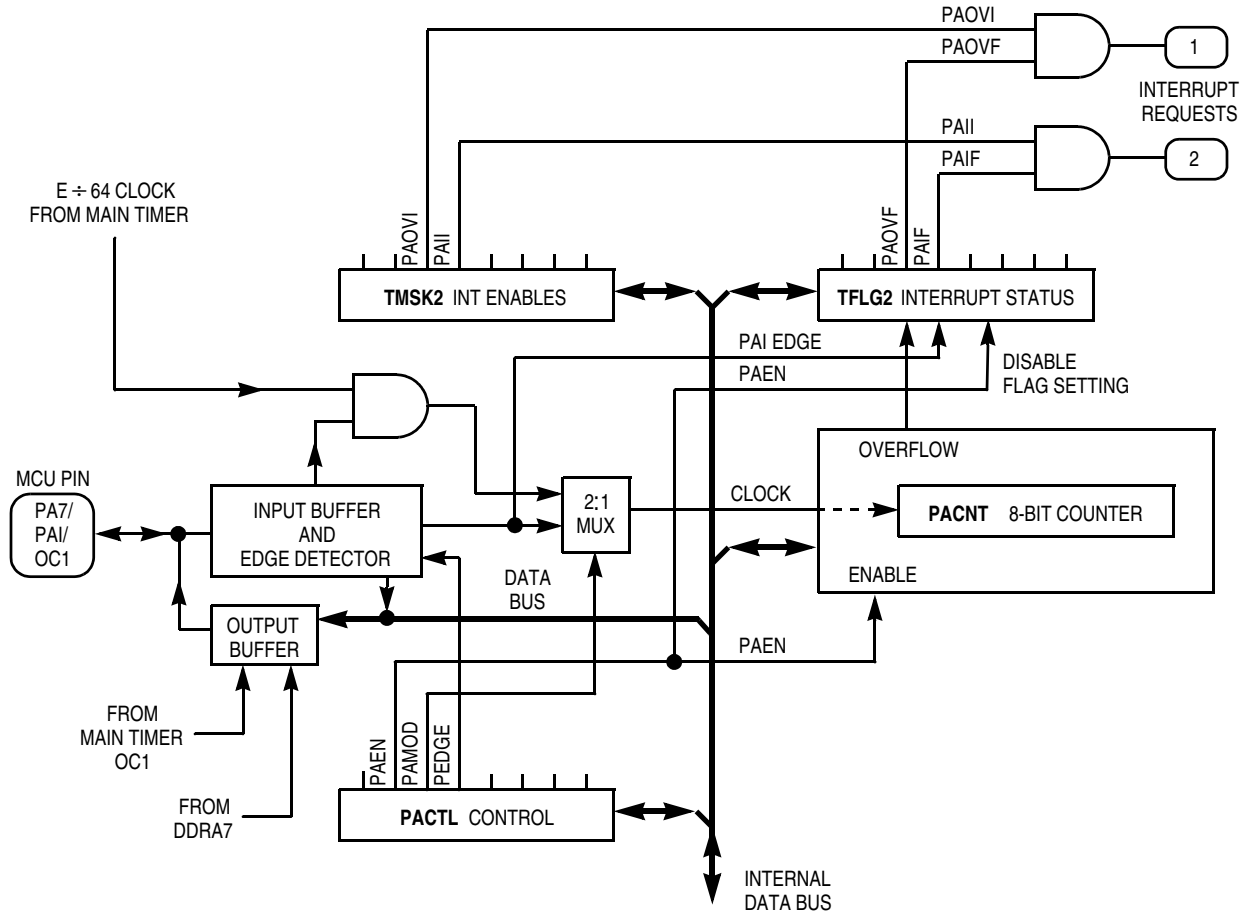 PAOVI
PAOVF
1
INTERRUPT
REQUESTS
PAII
PAIF
2
E ÷ 64 CLOCK
FROM MAIN TIMER
PAOVI
PAII
PAOVF
PAIF
TMSK2 INT ENABLES
TFLG2 INTERRUPT STATUS
PAI EDGE
PAEN
DISABLE
FLAG SETTING
OVERFLOW
MCU PIN
PA7/
PAI/
OC1
INPUT BUFFER
AND
EDGE DETECTOR
2:1
MUX
CLOCK
PACNT 8-BIT COUNTER
DATA
BUS
ENABLE
OUTPUT
BUFFER
PAEN
FROM
MAIN TIMER
OC1
PAEN
PAMOD
PEDGE
FROM
DDRA7
PACTL CONTROL
INTERNAL
DATA BUS